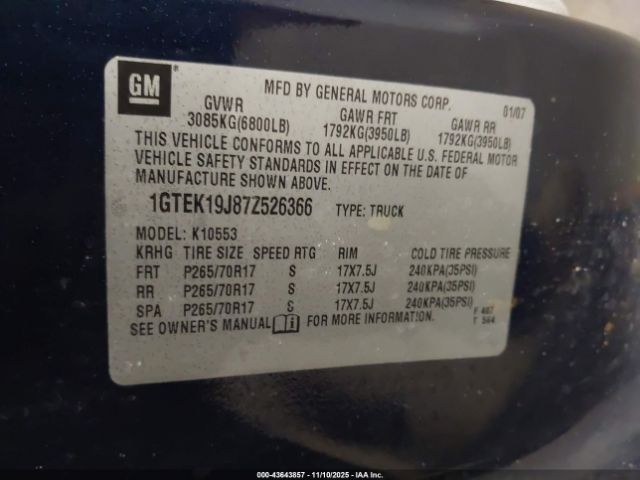 GM
®
MFD BY GENERAL MOTORS CORP. 01/07
GVWR GAWR FRT GAWR RR
3085KG(6800LB) 1792KG(3950LB) 1792KG(3950LB)
THIS VEHICLE CONFORMS TO ALL APPLICABLE U.S. FEDERAL MOTOR
VEHICLE SAFETY STANDARDS IN EFFECT ON THE DATE OF
MANUFACTURE SHOWN ABOVE.
1GTEK19J87Z526366 TYPE: TRUCK
MODEL: K10553
KRHG TIRE SIZE SPEED RTG RIM COLD TIRE PRESSURE
FRT P265/70R17 S 17X7.5J 240KPA(35PSI)
RR P265/70R17 S 17X7.5J 240KPA(35PSI)
SPA P265/70R17 S 17X7.5J 240KPA(35PSI)
SEE OWNER'S MANUAL FOR MORE INFORMATION.
F 407
T 564
000-43643857 - 11/10/2025 - IAAI.COM